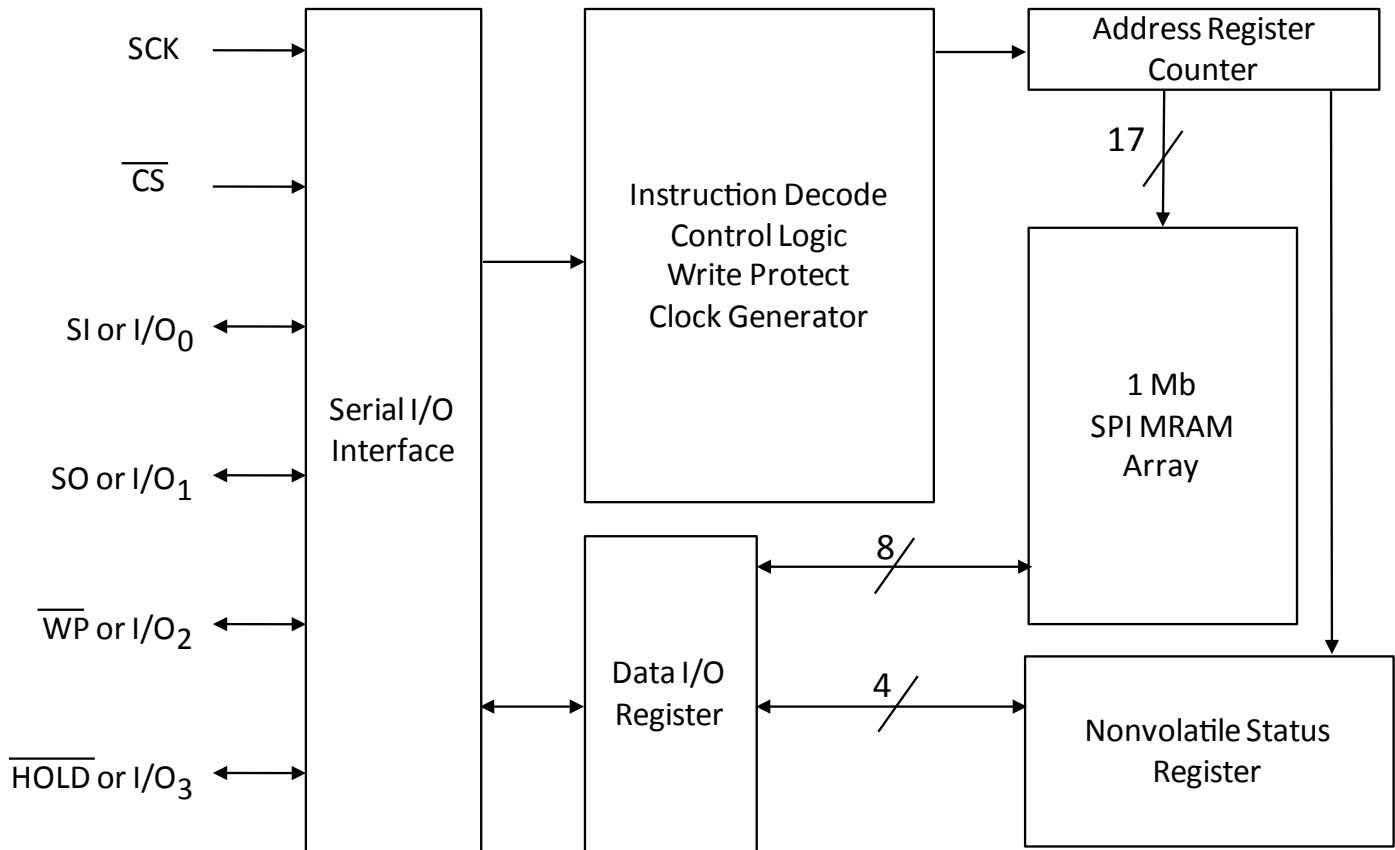 SCK
CS
SI or I/O0
SO or I/O1
WP or I/O2
HOLD or I/O3
Serial I/O
Interface
Instruction Decode
Control Logic
Write Protect
Clock Generator
Data I/O
Register
Address Register
Counter
17
1 Mb
SPI MRAM
Array
8
4
Nonvolatile Status
Register